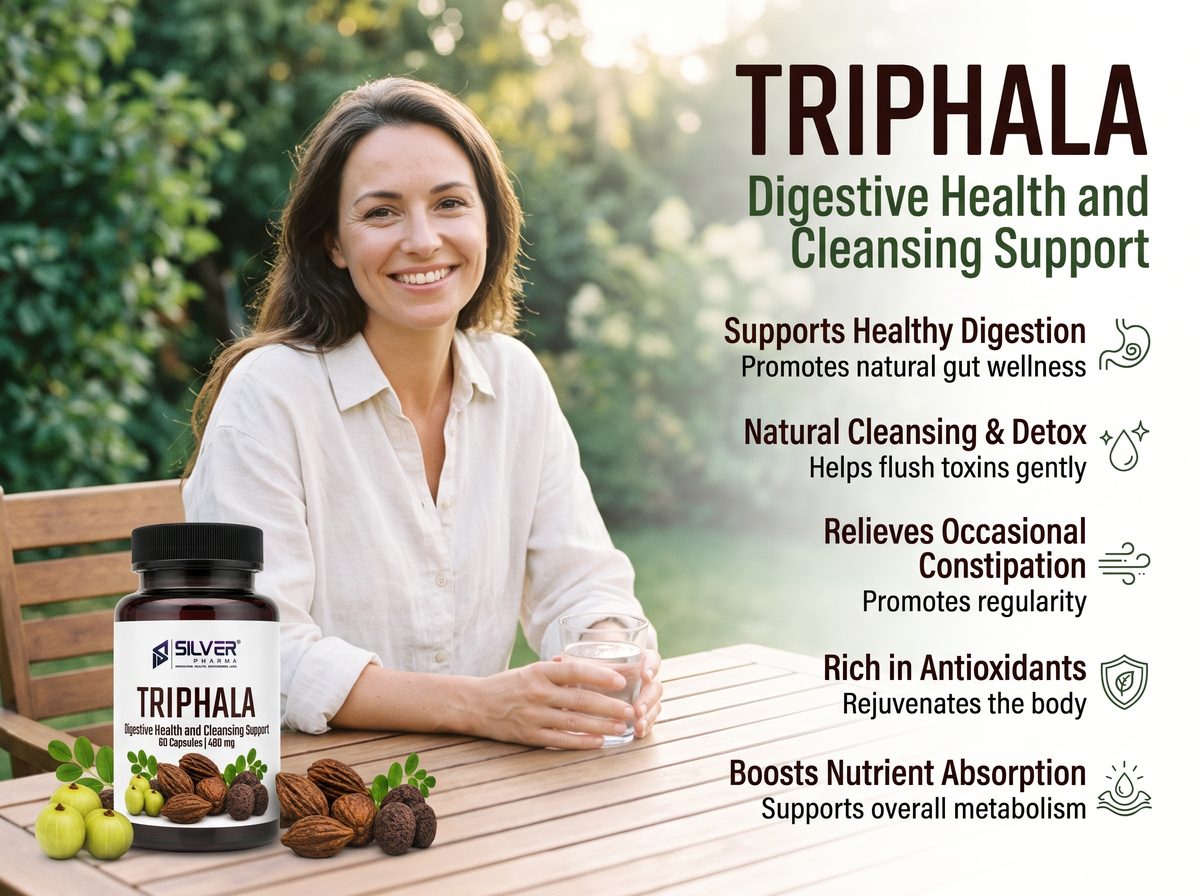 TRIPHALA
Digestive Health and
Cleansing Support
Supports Healthy Digestion
Promotes natural gut wellness
Natural Cleansing & Detox
Helps flush toxins gently
Relieves Occasional
Constipation
Promotes regularity
Rich in Antioxidants
Rejuvenates the body
Boosts Nutrient Absorption
Supports overall metabolism
SILVER®
PHARMA
TRIPHALA
Digestive Health and Cleansing Support
60 Capsules | 480 mg